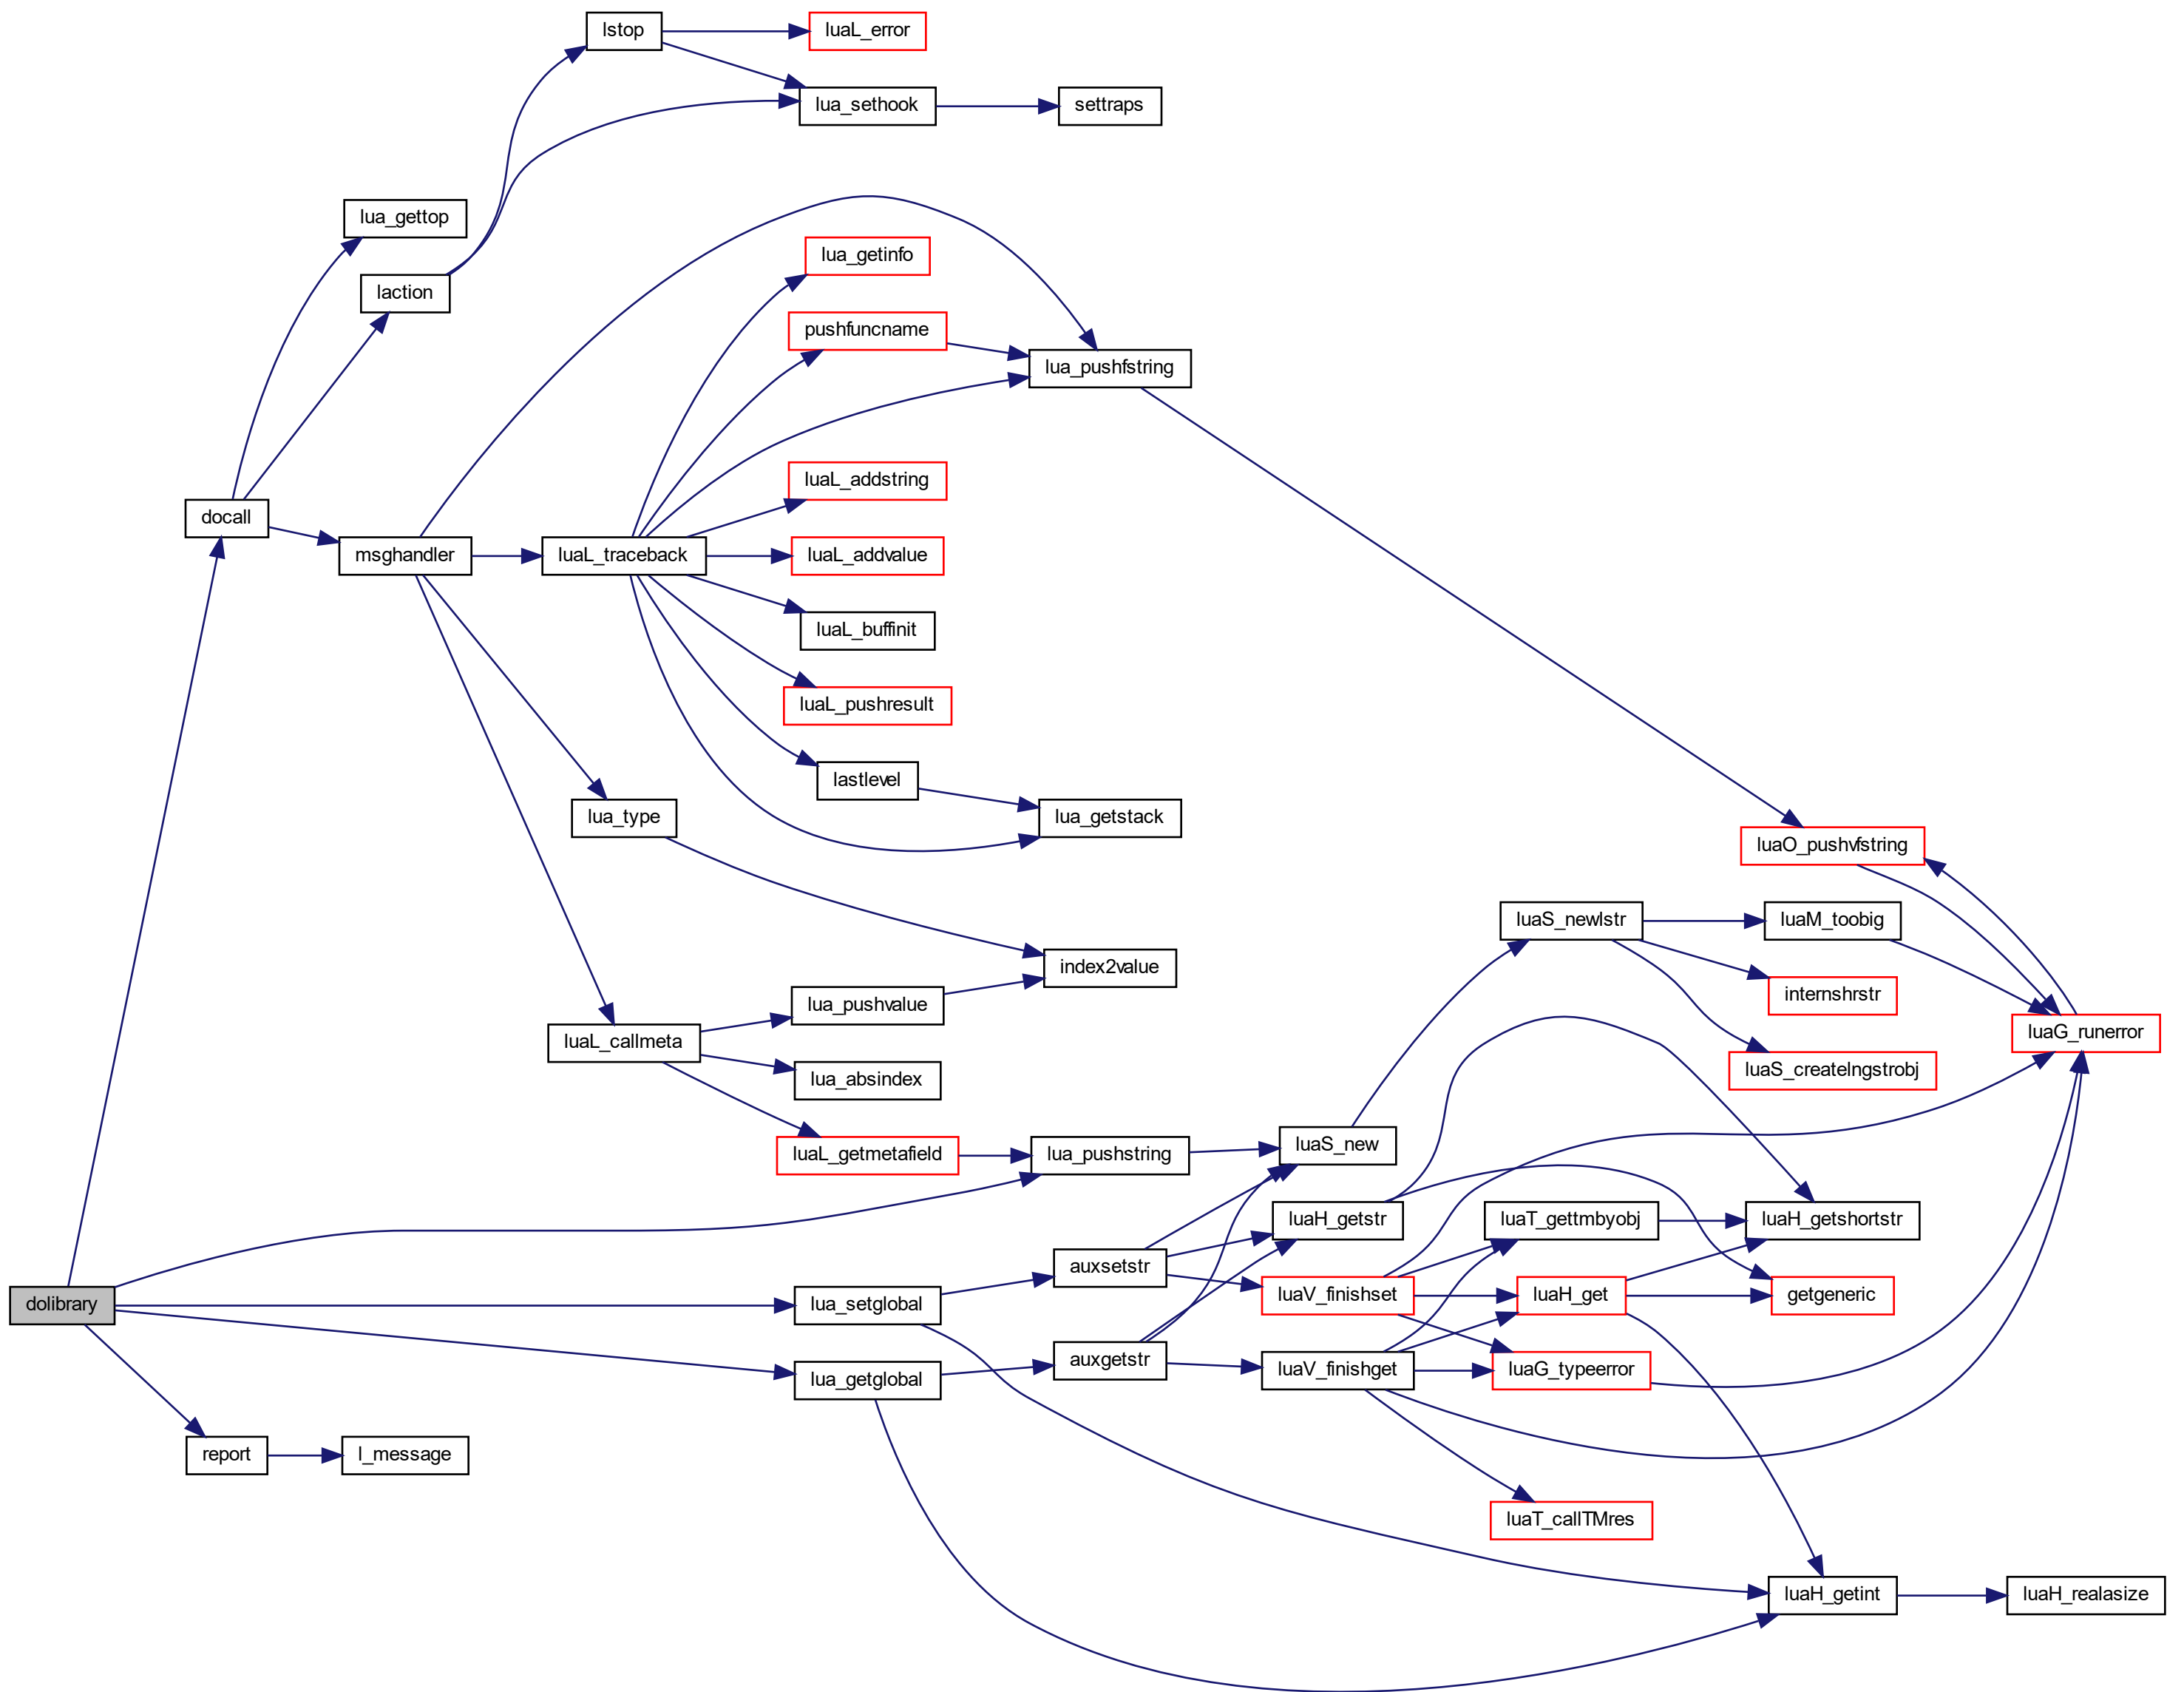 lstop
luaL_error
lua_sethook
settraps
lua_gettop
laction
lua_getinfo
pushfuncname
lua_pushfstring
luaL_addstring
docall
msghandler
luaL_traceback
luaL_addvalue
luaL_buffinit
luaL_pushresult
lastlevel
lua_type
lua_getstack
luaO_pushvfstring
luaS_newlstr
luaM_toobig
index2value
internshrstr
lua_pushvalue
luaL_callmeta
luaG_runerror
lua_absindex
luaS_createlngstrobj
luaL_getmetafield
lua_pushstring
luaS_new
luaH_getstr
luaT_gettmbyobj
luaH_getshortstr
auxsetstr
dolibrary
lua_setglobal
luaV_finishset
luaH_get
getgeneric
lua_getglobal
auxgetstr
luaV_finishget
luaG_typeerror
report
l_message
luaT_callTMres
luaH_getint
luaH_realasize